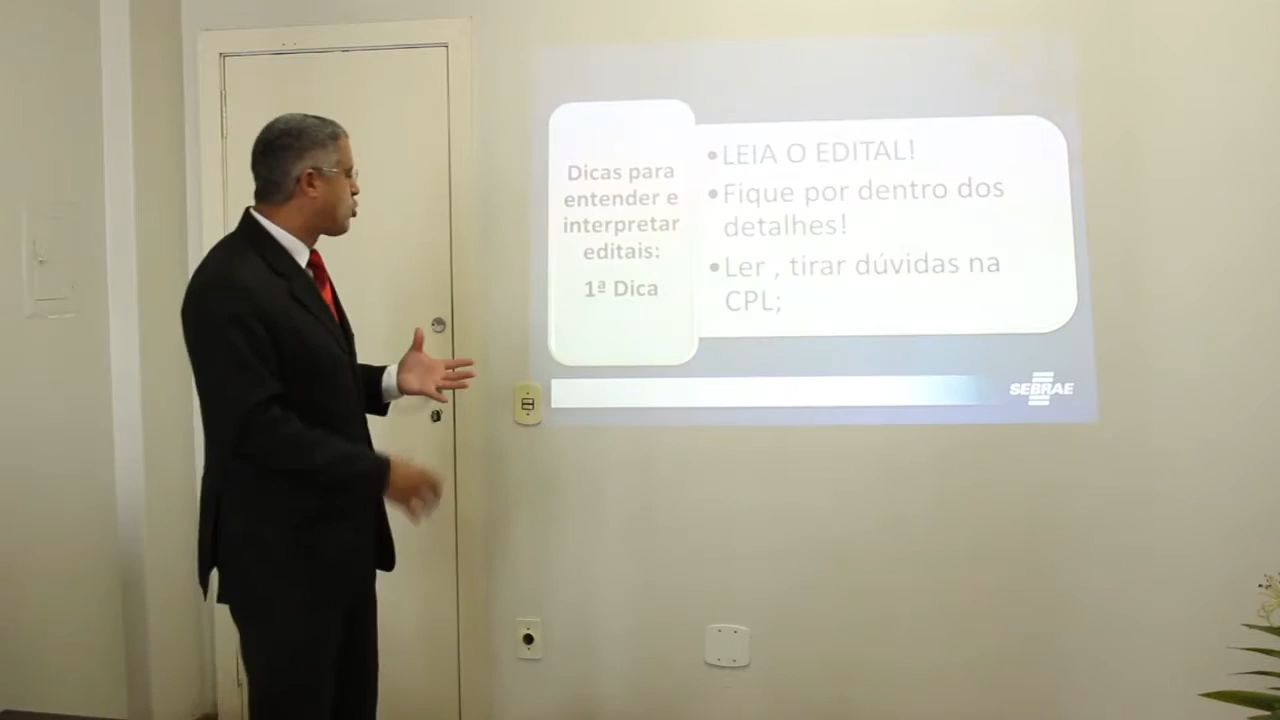 Dicas para
entender e
interpretar
editais:
1ª Dica
•LEIA O EDITAL!
•Fique por dentro dos
detalhes!
•Ler , tirar dúvidas na
CPL;
SEBRAE